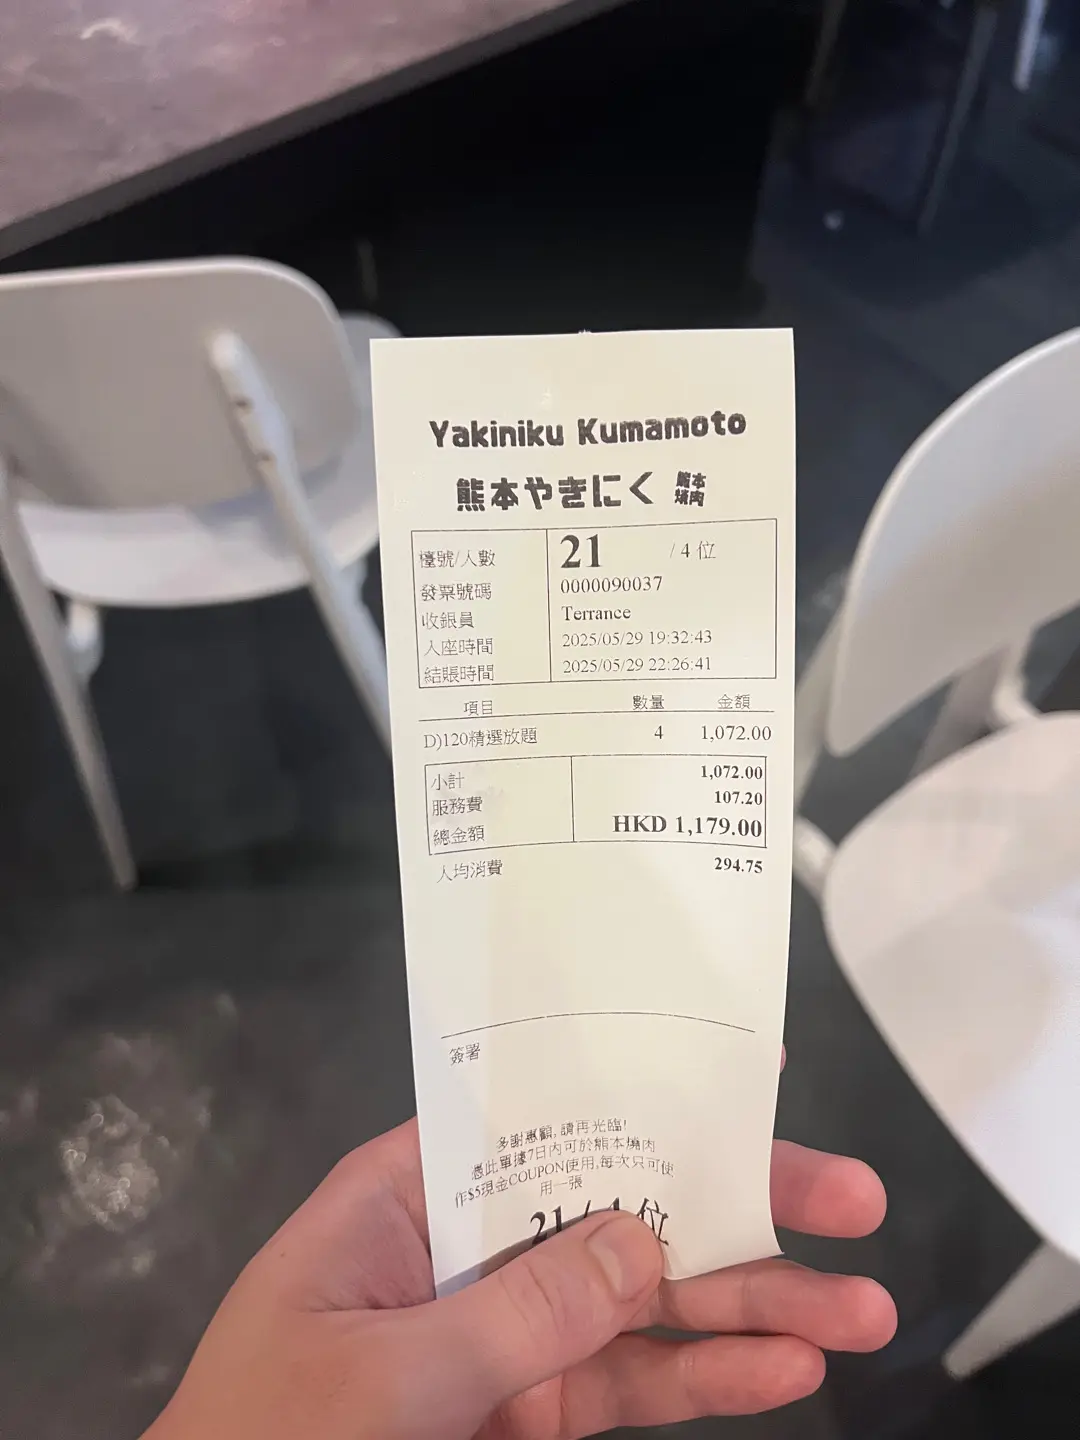 Yakiniku Kumamoto
熊本やきにく 熊本焼肉
檯號/人數 21 / 4 位
發票號碼 0000090037
收銀員 Terrance
入座時間 2025/05/29 19:32:43
結賬時間 2025/05/29 22:26:41
項目 數量 金額
D)120精選放題 4 1,072.00
小計 1,072.00
服務費 107.20
總金額 HKD 1,179.00
人均消費 294.75
簽署
多謝惠顧,請再光臨!
憑此單據7日內可於熊本燒肉
作$5現金COUPON使用,每次只可使
用一張
21 / 4 位